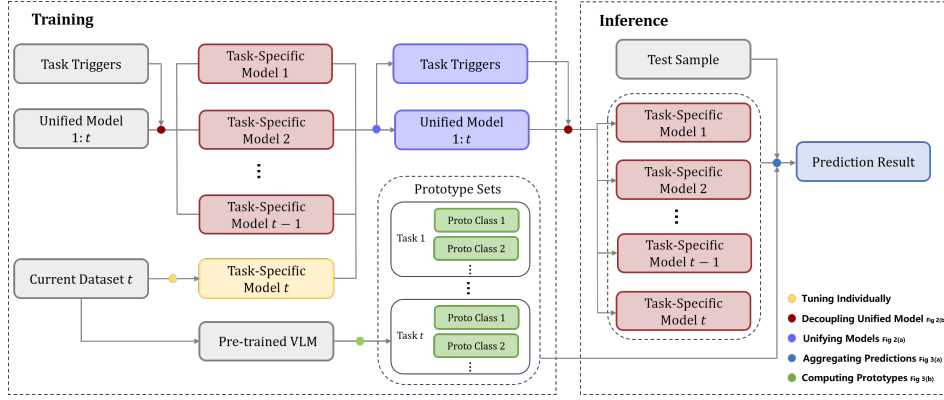 Training
Task Triggers
Unified Model
1: t
Current Dataset t
Task-Specific
Model 1
Task-Specific
Model 2
...
Task-Specific
Model t − 1
Task-Specific
Model t
Pre-trained VLM
Task Triggers
Unified Model
1: t
Prototype Sets
Task 1
Proto Class 1
Proto Class 2
...
...
Task t
Proto Class 1
Proto Class 2
...
Inference
Test Sample
Task-Specific
Model 1
Task-Specific
Model 2
...
Task-Specific
Model t − 1
Task-Specific
Model t
Prediction Result
Tuning Individually
Decoupling Unified Model Fig 2(b
Unifying Models Fig 2(a)
Aggregating Predictions Fig 3(a)
Computing Prototypes Fig 3(b)